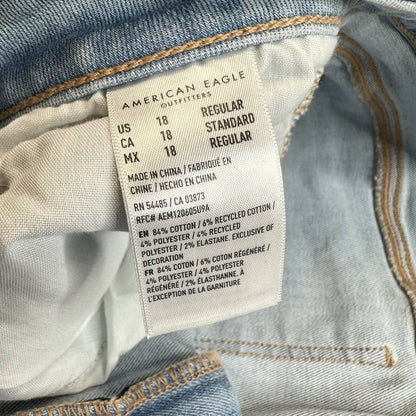 AMERICAN EAGLE
OUTFITTERS
US 18 REGULAR
CA 18 STANDARD
MX 18 REGULAR
MADE IN CHINA / FABRIQUÉ EN
CHINE / HECHO EN CHINA
RN 54485 / CA 03873
RFC# AEM120605U9A
EN 84% COTTON / 6% RECYCLED COTTON /
4% POLYESTER / 4% RECYCLED
POLYESTER / 2% ELASTANE. EXCLUSIVE OF
DECORATION
FR 84% COTON / 6% COTON RÉGÉNÉRÉ /
4% POLYESTER / 4% POLYESTER
RÉGÉNÉRÉ / 2% ÉLASTHANNE. À
L'EXCEPTION DE LA GARNITURE